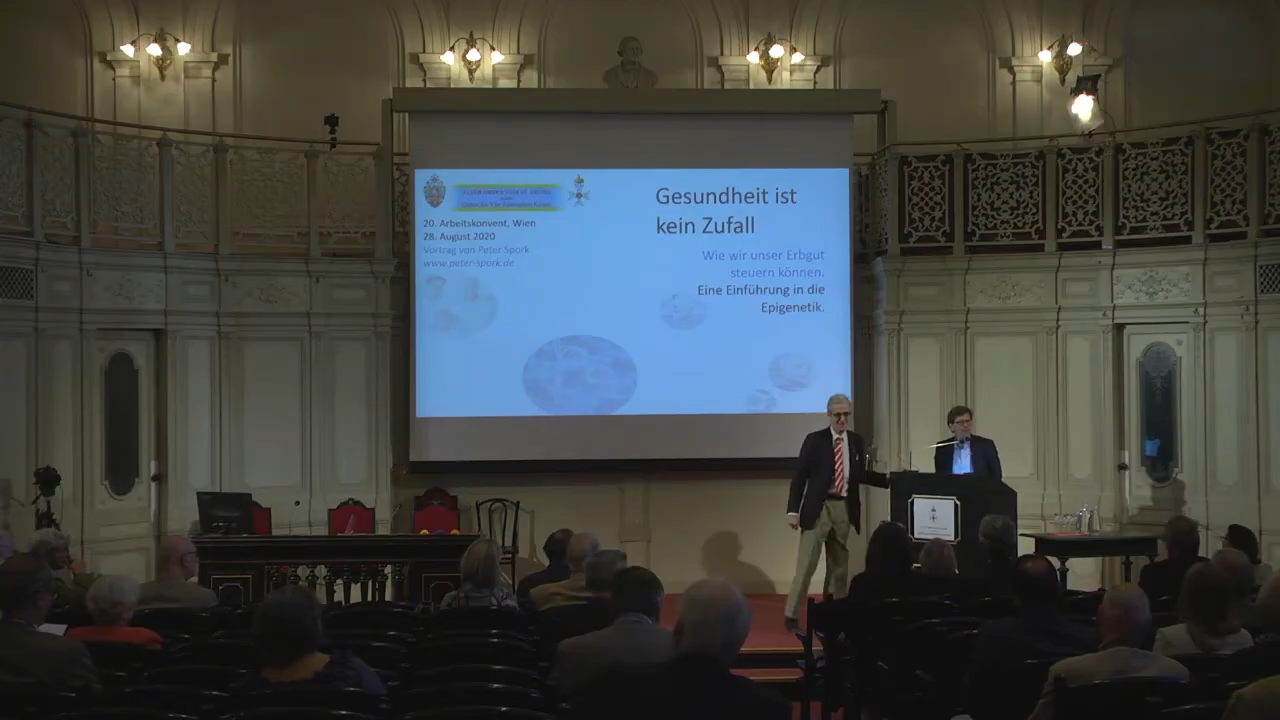 20. Arbeitskonvent, Wien
28. August 2020
Vortrag von Peter Spork
www.peter-spork.de
Gesundheit ist
kein Zufall
Wie wir unser Erbgut
steuern können.
Eine Einführung in die
Epigenetik.